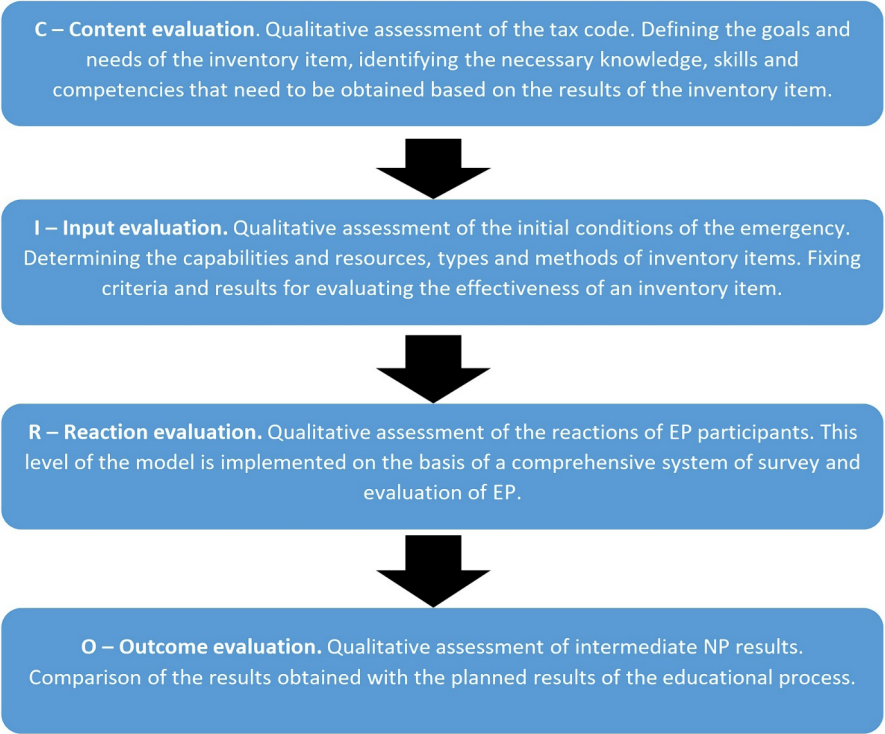 C – Content evaluation. Qualitative assessment of the tax code. Defining the goals and
needs of the inventory item, identifying the necessary knowledge, skills and
competencies that need to be obtained based on the results of the inventory item.
I – Input evaluation. Qualitative assessment of the initial conditions of the emergency.
Determining the capabilities and resources, types and methods of inventory items. Fixing
criteria and results for evaluating the effectiveness of an inventory item.
R – Reaction evaluation. Qualitative assessment of the reactions of EP participants. This
level of the model is implemented on the basis of a comprehensive system of survey and
evaluation of EP.
O – Outcome evaluation. Qualitative assessment of intermediate NP results.
Comparison of the results obtained with the planned results of the educational process.